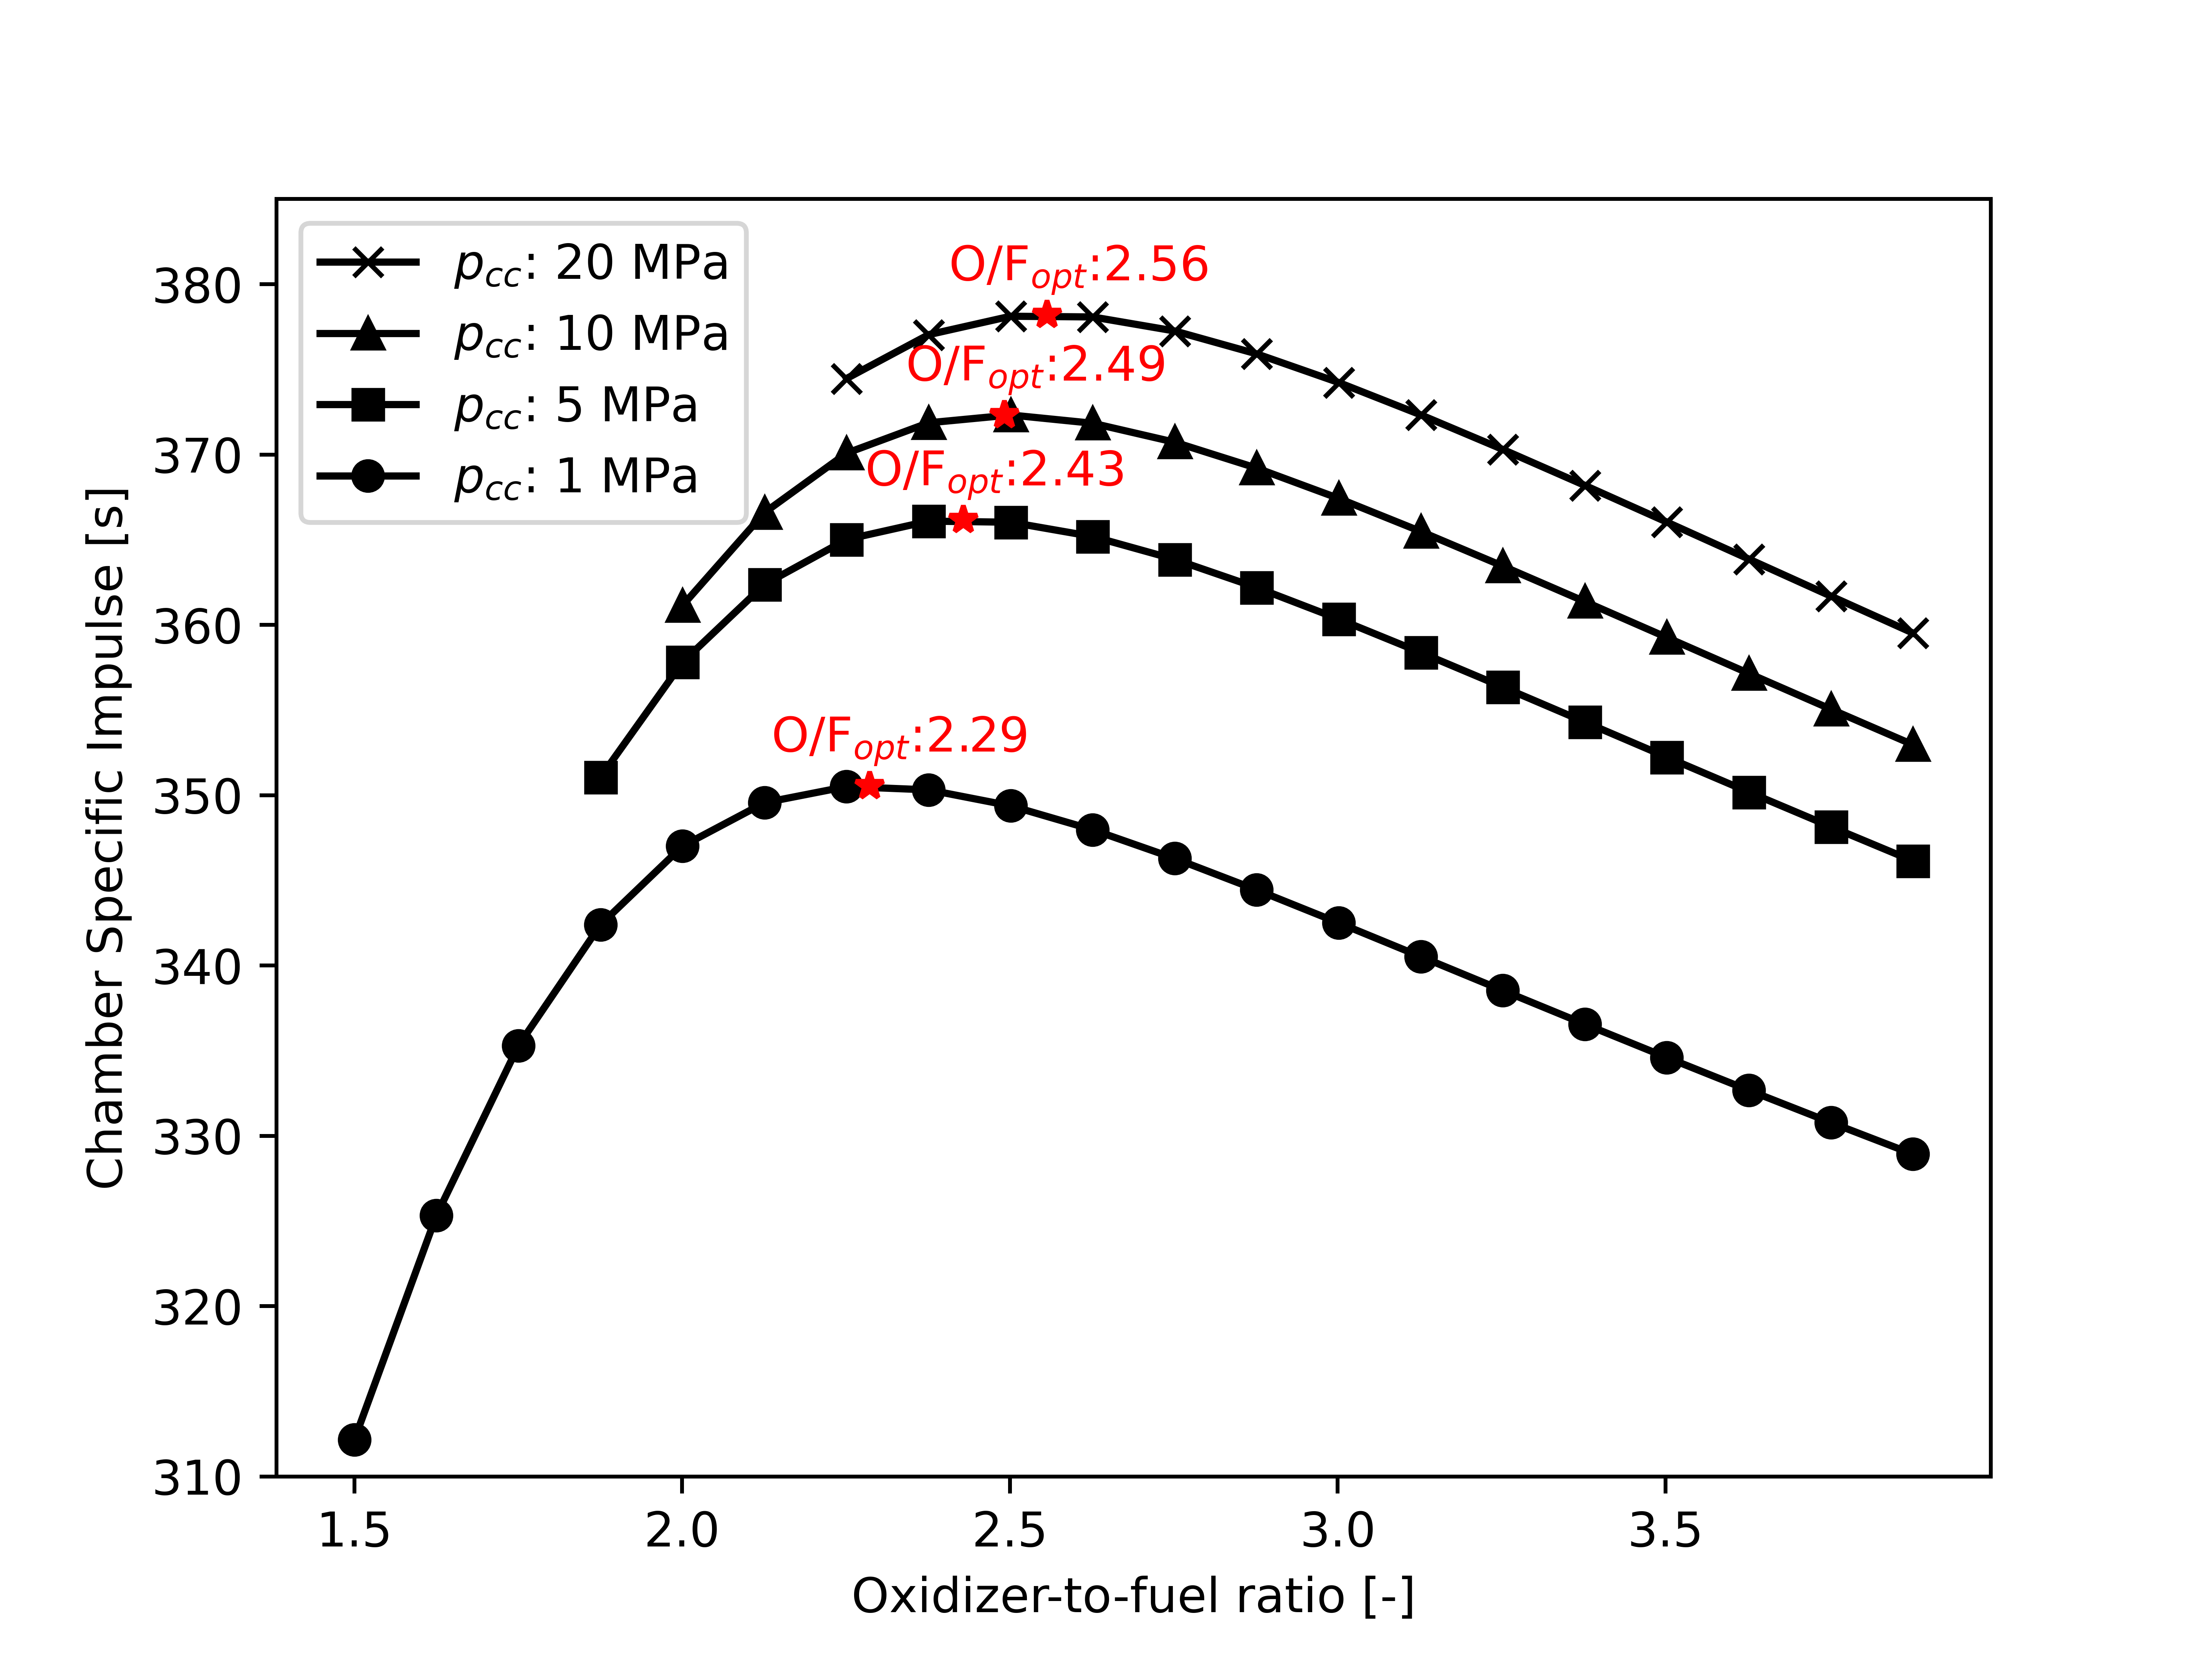 p_cc: 20 MPa
p_cc: 10 MPa
p_cc: 5 MPa
p_cc: 1 MPa
O/F_opt:2.56
O/F_opt:2.49
O/F_opt:2.43
O/F_opt:2.29
Chamber Specific Impulse [s]
380
370
360
350
340
330
320
310
1.5 2.0 2.5 3.0 3.5
Oxidizer-to-fuel ratio [-]